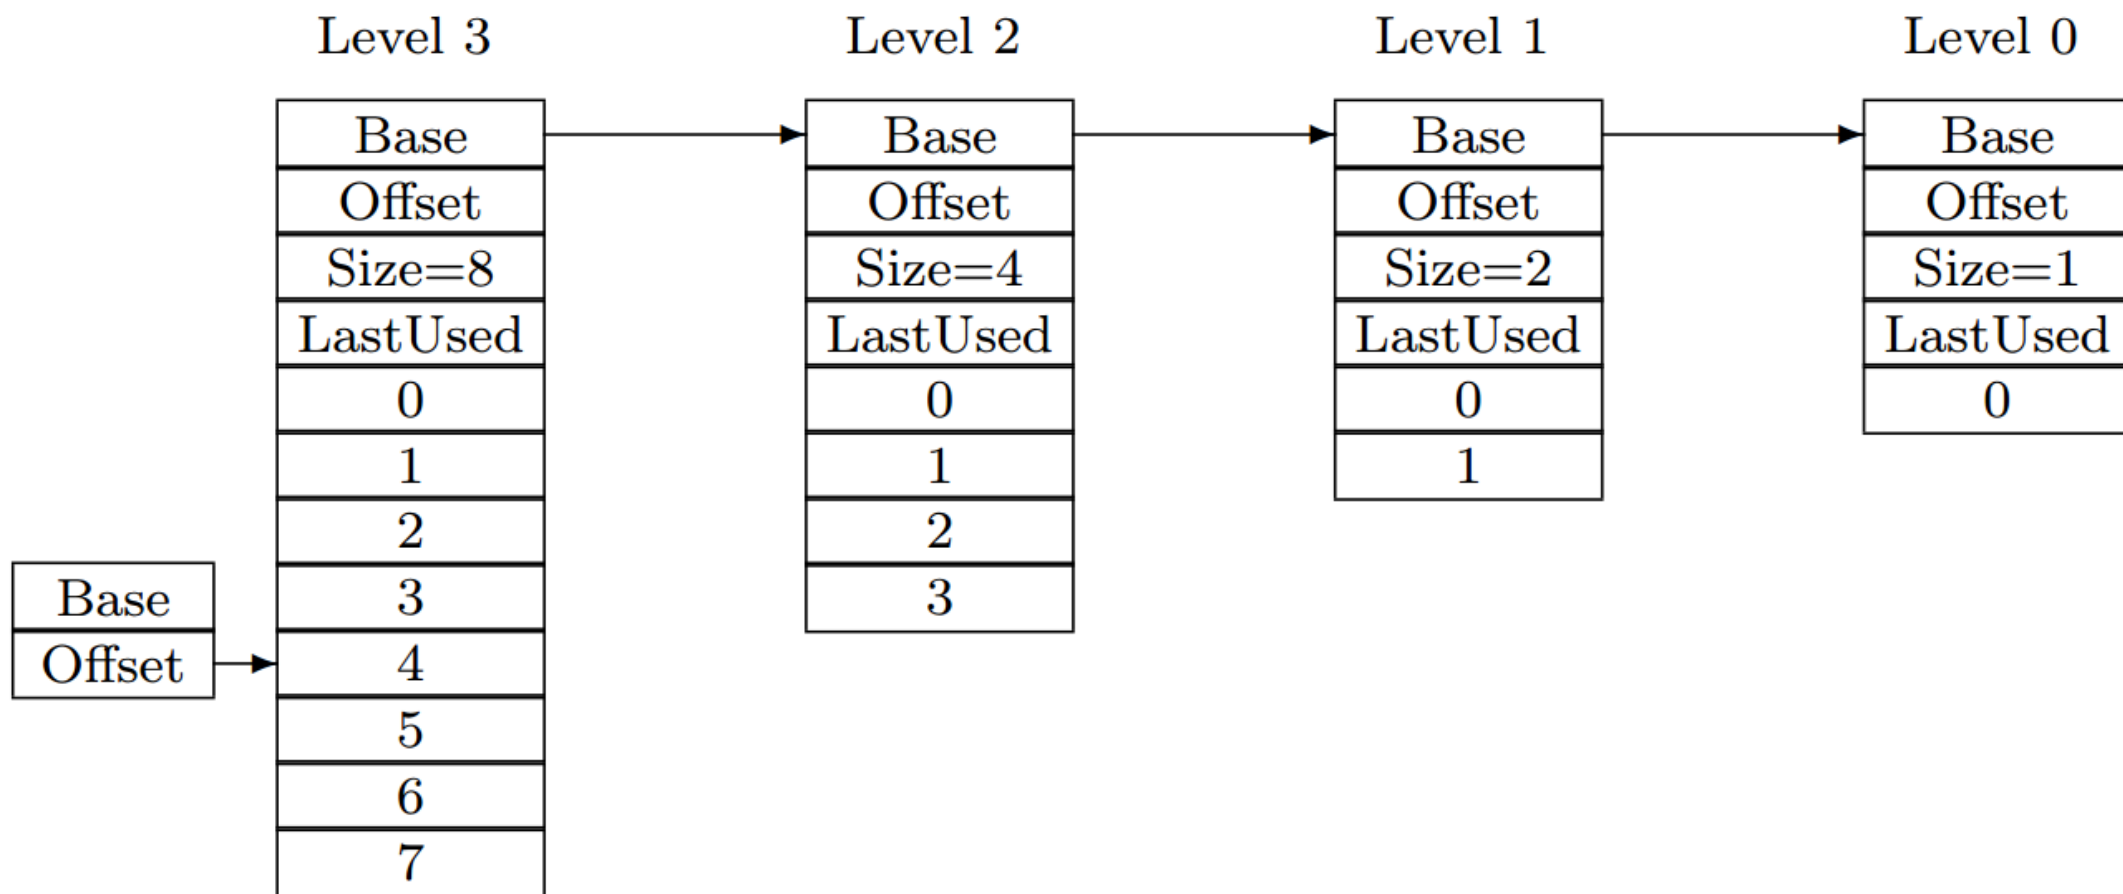 Level 3
Level 2
Level 1
Level 0
Base
Base
Base
Base
Offset
Offset
Offset
Offset
Size=8
Size=4
Size=2
Size=1
LastUsed
LastUsed
LastUsed
LastUsed
0
0
0
0
1
1
1
2
2
Base
3
3
Offset
4
5
6
7